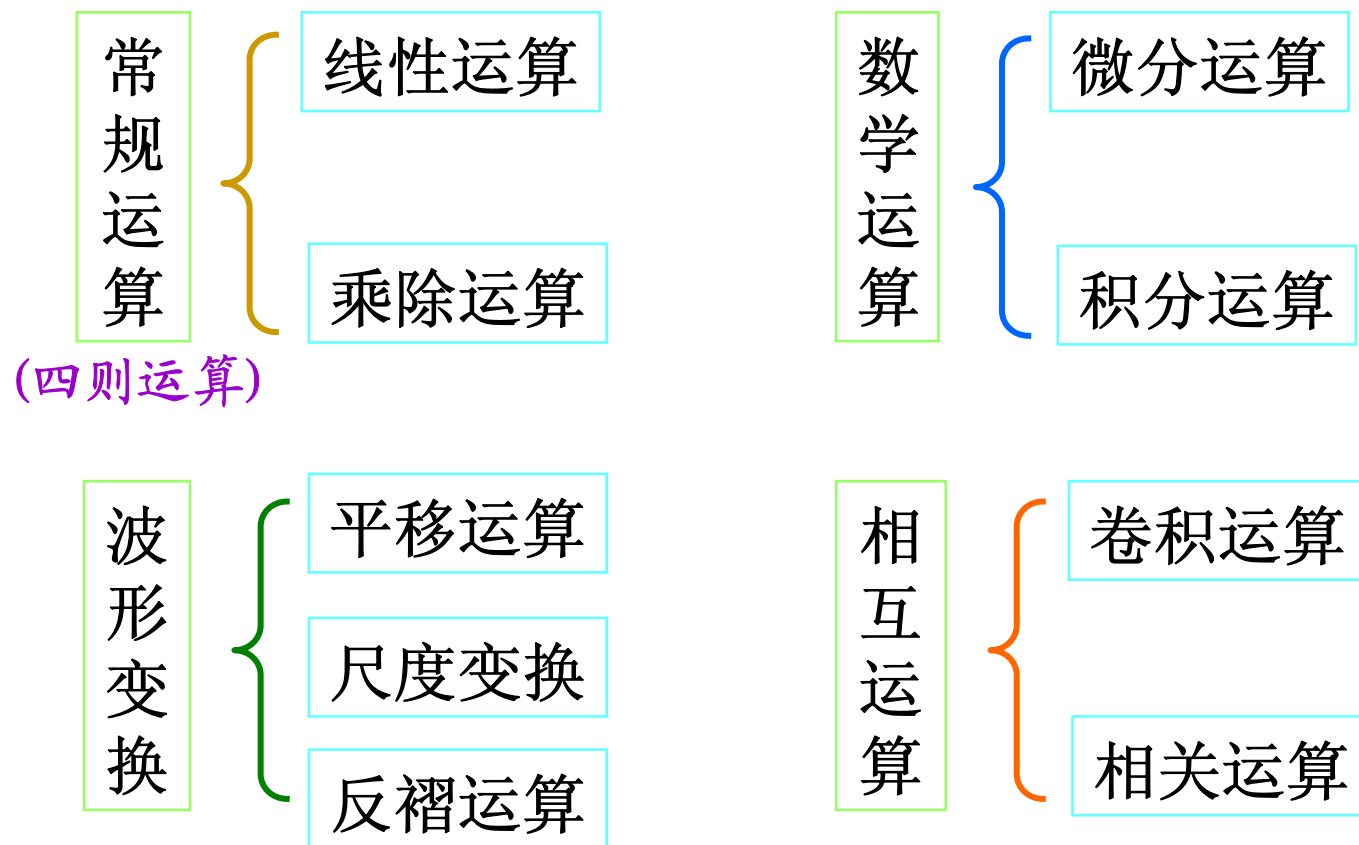 常规运算
线性运算
乘除运算
(四则运算)
数学运算
微分运算
积分运算
波形变换
平移运算
尺度变换
反褶运算
相互运算
卷积运算
相关运算